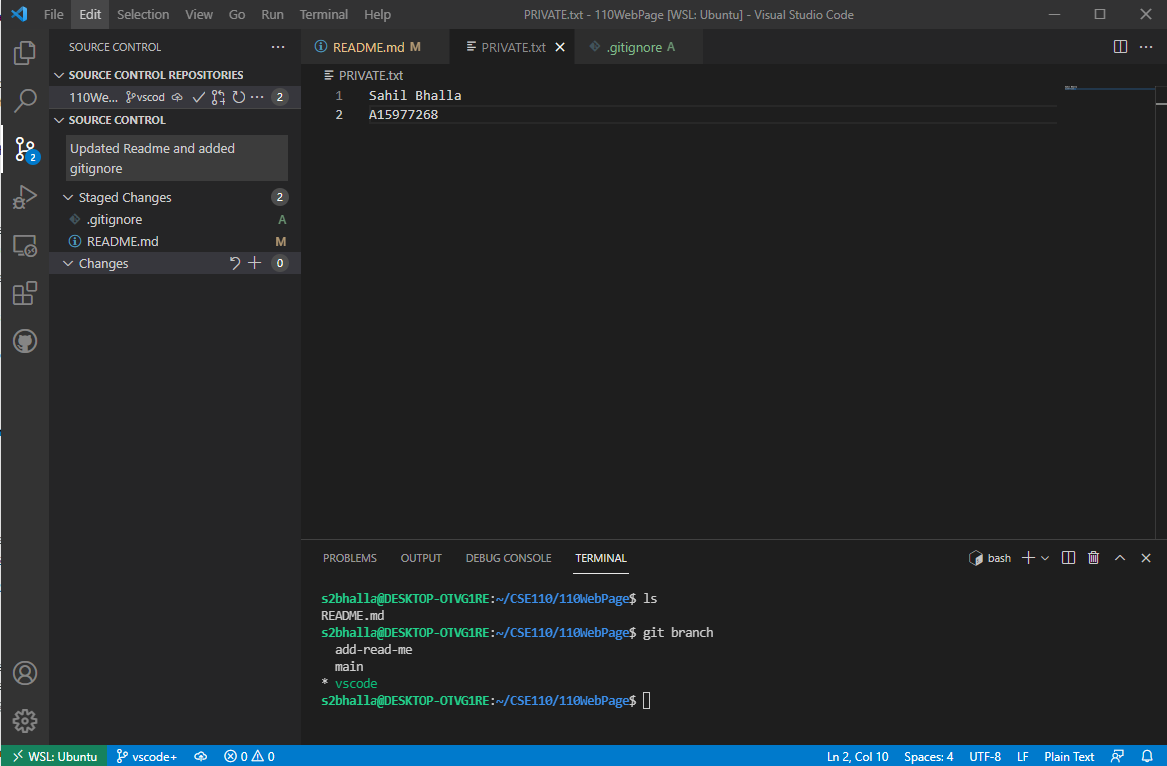 File Edit Selection View Go Run Terminal Help PRIVATE.txt - 110WebPage [WSL: Ubuntu] - Visual Studio Code
SOURCE CONTROL ...
README.md M PRIVATE.txt .gitignore A
SOURCE CONTROL REPOSITORIES
PRIVATE.txt
110We... vscod 2
1 Sahil Bhalla
2 A15977268
SOURCE CONTROL
Updated Readme and added
gitignore
Staged Changes 2
.gitignore A
README.md M
Changes 0
2
PROBLEMS OUTPUT DEBUG CONSOLE TERMINAL bash
s2bhalla@DESKTOP-OTVG1RE:~/CSE110/110WebPage$ ls
README.md
s2bhalla@DESKTOP-OTVG1RE:~/CSE110/110WebPage$ git branch
add-read-me
main
* vscode
s2bhalla@DESKTOP-OTVG1RE:~/CSE110/110WebPage$
WSL: Ubuntu vscode+ 0 0 Ln 2, Col 10 Spaces: 4 UTF-8 LF Plain Text